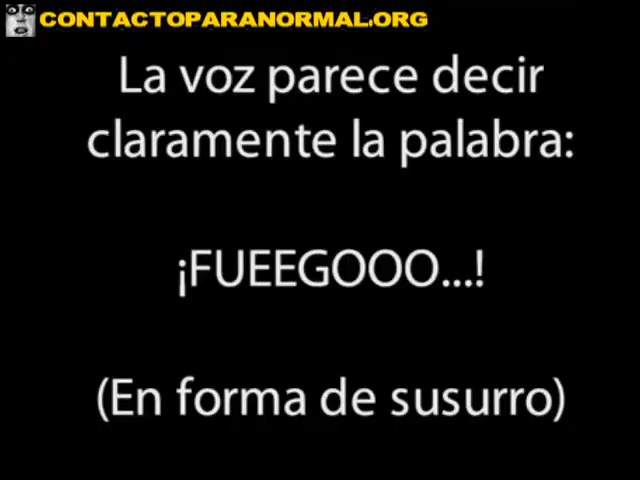 CONTACTOPARANORMAL.ORG
La voz parece decir
claramente la palabra:
¡FUEEGOOO...!
(En forma de susurro)